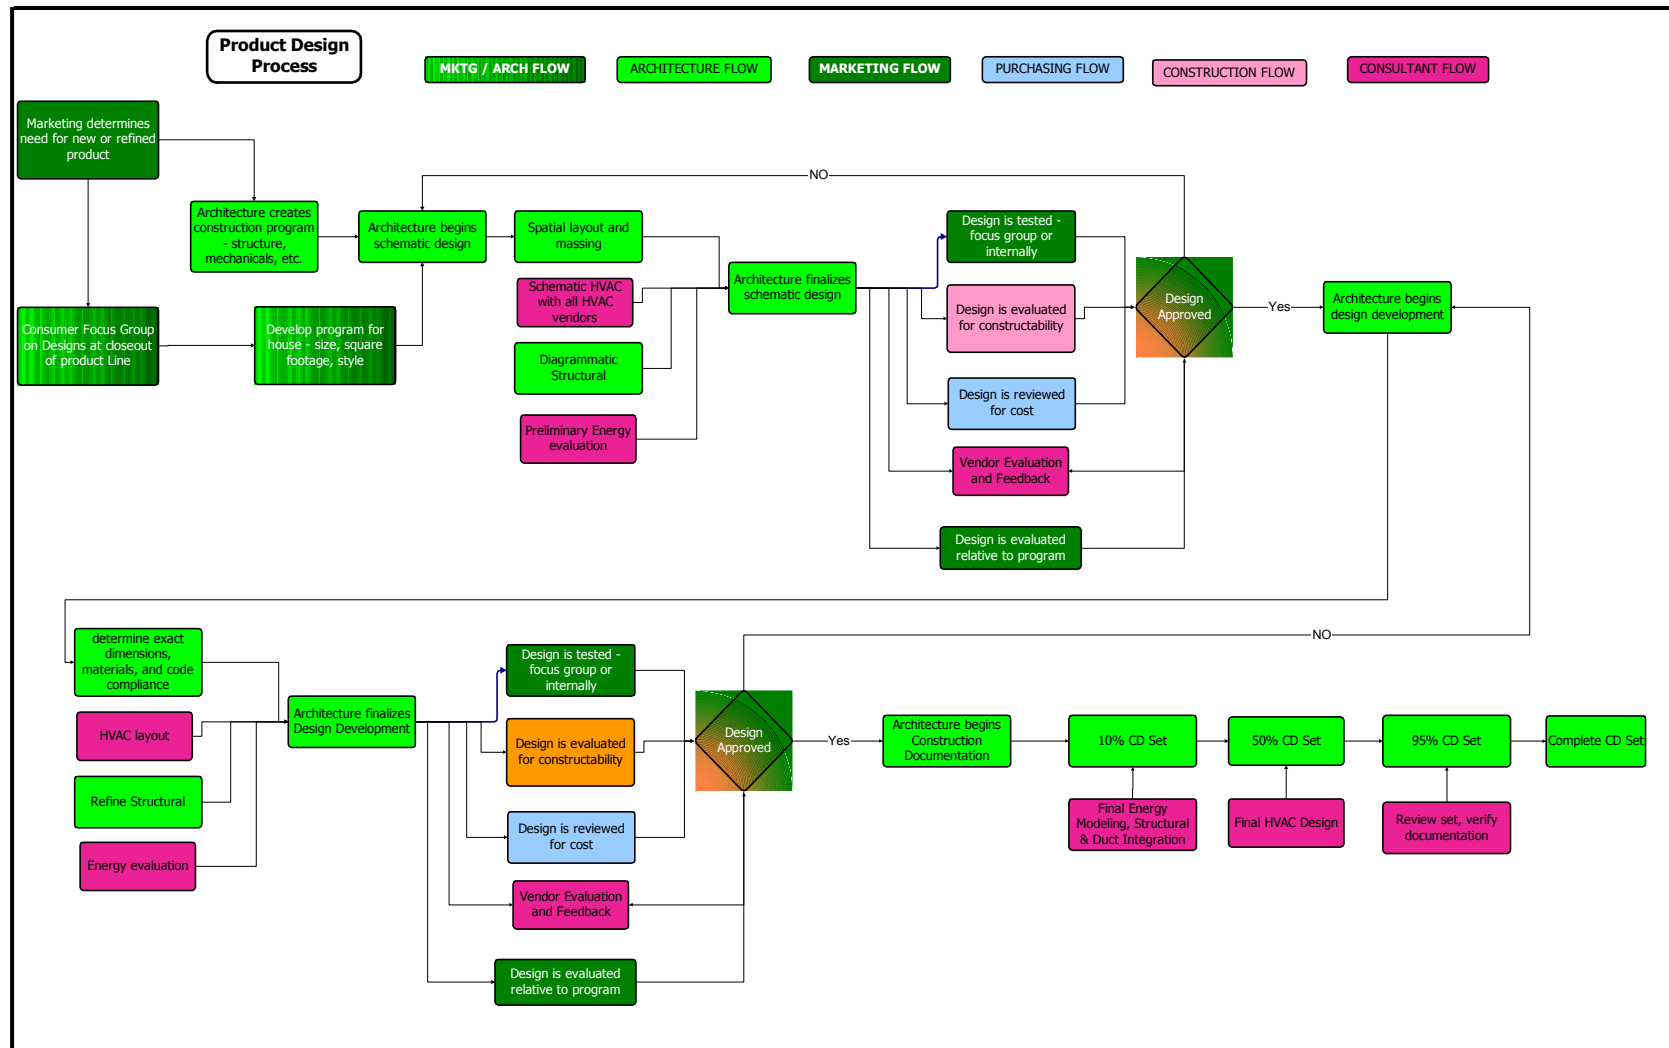 Product Design
Process
MKTG / ARCH FLOW
ARCHITECTURE FLOW
MARKETING FLOW
PURCHASING FLOW
CONSTRUCTION FLOW
CONSULTANT FLOW
Marketing determines
need for new or refined
product
NO
Architecture creates
construction program
- structure,
mechanicals, etc.
Architecture begins
schematic design
Spatial layout and
massing
Design is tested -
focus group or
internally
Schematic HVAC
with all HVAC
vendors
Architecture finalizes
schematic design
Design is evaluated
for constructability
Design
Approved
Yes
Architecture begins
design development
Consumer Focus Group
on Designs at closeout
of product Line
Develop program for
house - size, square
footage, style
Diagrammatic
Structural
Design is reviewed
for cost
Preliminary Energy
evaluation
Vendor Evaluation
and Feedback
Design is evaluated
relative to program
NO
determine exact
dimensions,
materials, and code
compliance
Design is tested -
focus group or
internally
HVAC layout
Architecture finalizes
Design Development
Design is evaluated
for constructability
Design
Approved
Yes
Architecture begins
Construction
Documentation
10% CD Set
50% CD Set
95% CD Set
Complete CD Set
Refine Structural
Design is reviewed
for cost
Final Energy
Modeling, Structural
& Duct Integration
Final HVAC Design
Review set, verify
documentation
Energy evaluation
Vendor Evaluation
and Feedback
Design is evaluated
relative to program